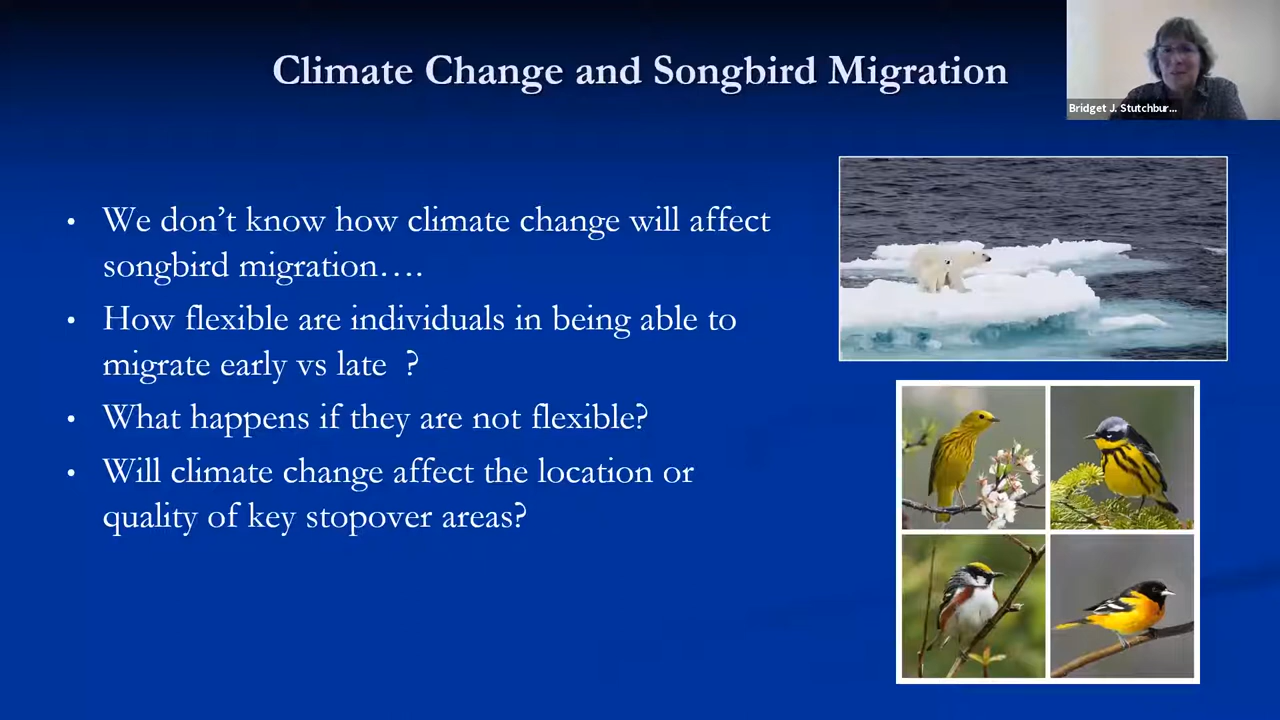 Climate Change and Songbird Migration
Bridget J. Stutchbur...
• We don’t know how climate change will affect
songbird migration….
• How flexible are individuals in being able to
migrate early vs late  ?
• What happens if they are not flexible?
• Will climate change affect the location or
quality of key stopover areas?